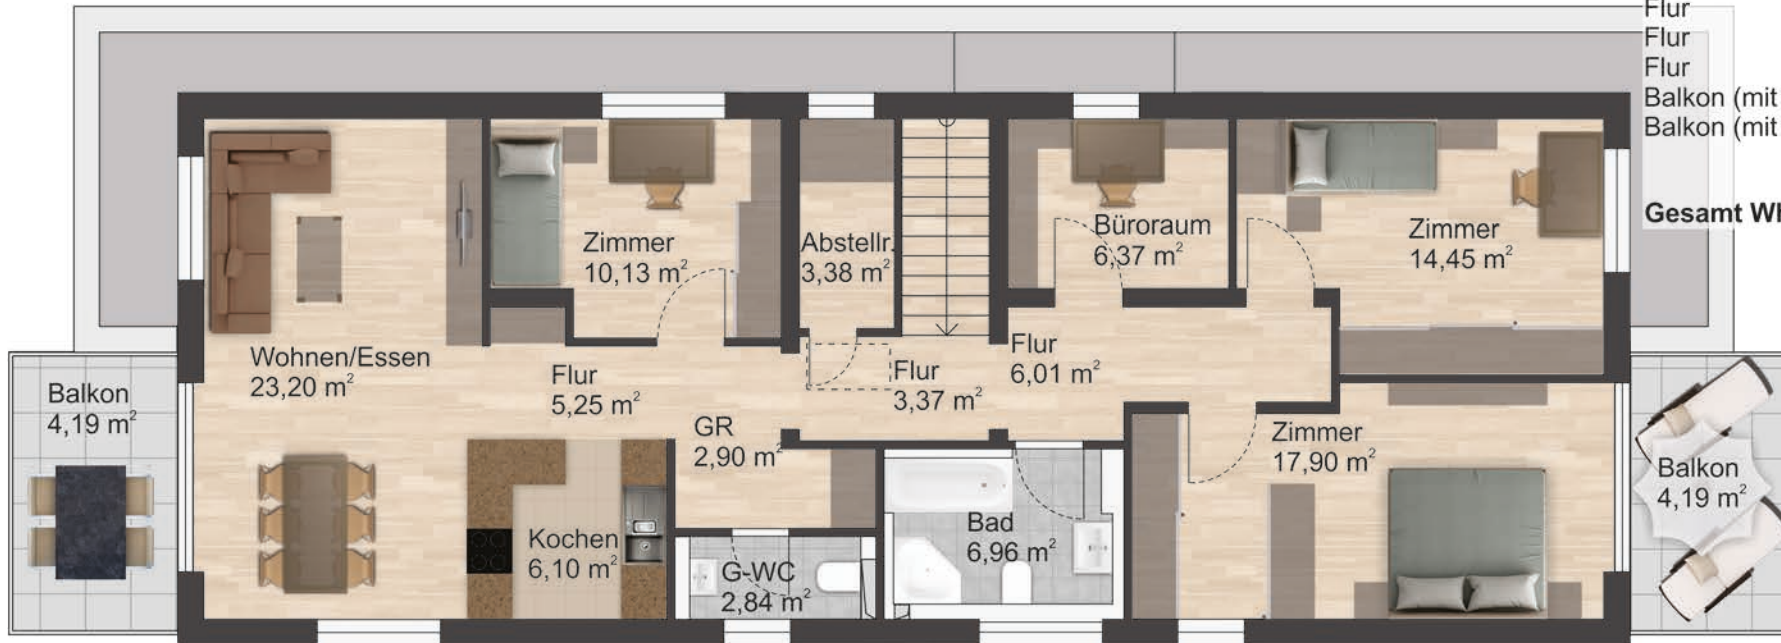 Flur
Flur
Flur
Balkon (mit
Balkon (mit
Gesamt
Zimmer
10,13 m²
Abstellr.
3,38 m²
Büroraum
6,37 m²
Zimmer
14,45 m²
Wohnen/Essen
23,20 m²
Flur
5,25 m²
Flur
3,37 m²
Flur
6,01 m²
Balkon
4,19 m²
GR
2,90 m²
Zimmer
17,90 m²
Balkon
4,19 m²
Kochen
6,10 m²
G-WC
2,84 m²
Bad
6,96 m²